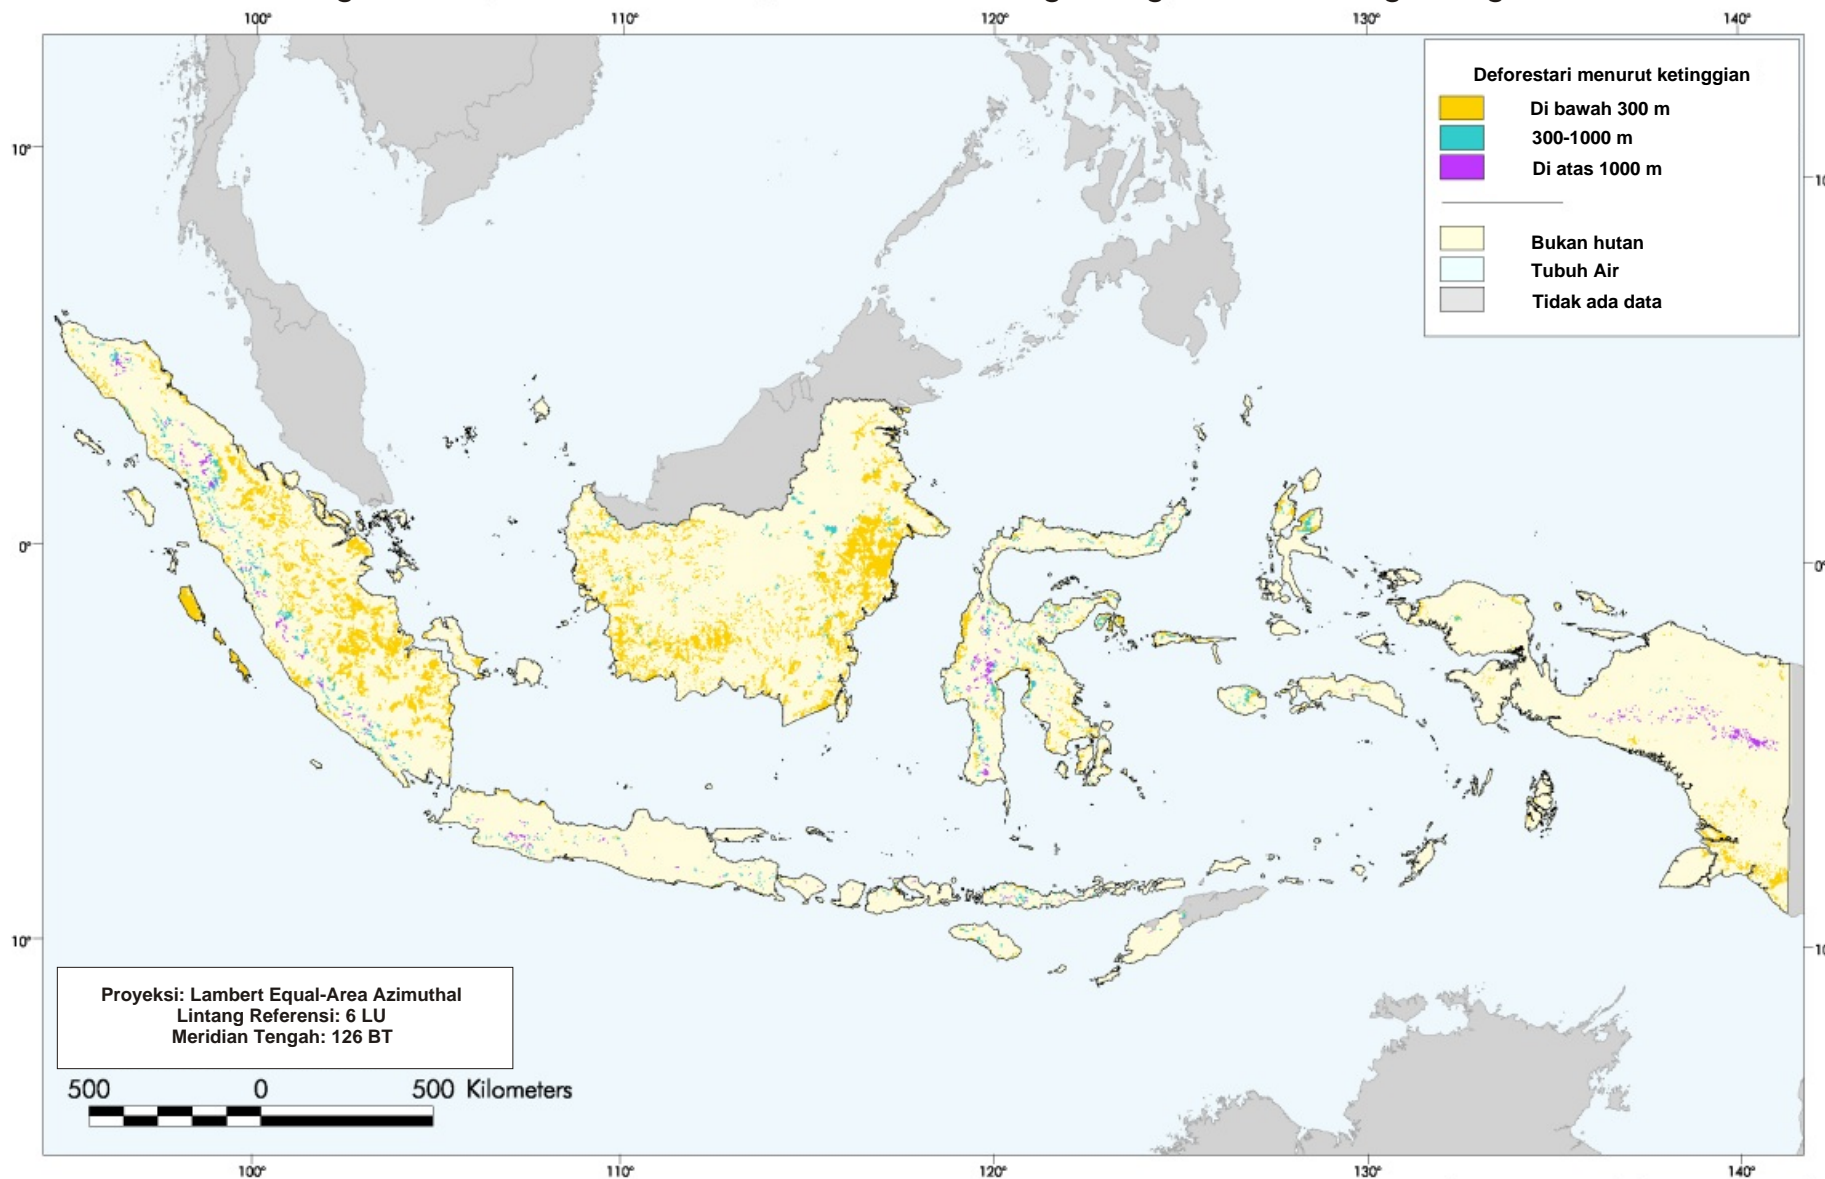 100° 110° 120° 130° 140°
Deforestari menurut ketinggian
Di bawah 300 m
300-1000 m
Di atas 1000 m
Bukan hutan
Tubuh Air
Tidak ada data
10°
0° 0°
10°
Proyeksi: Lambert Equal-Area Azimuthal
Lintang Referensi: 6 LU
Meridian Tengah: 126 BT
500 0 500 Kilometers
100° 110° 120° 130° 140°